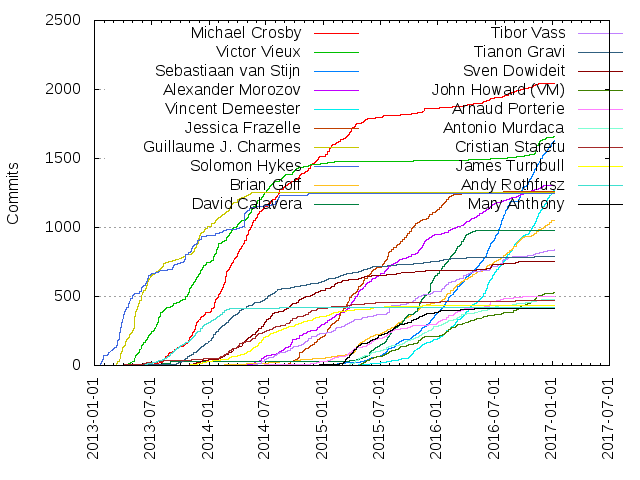 2500
2000
1500
1000
500
0
Commits
Michael Crosby
Victor Vieux
Sebastiaan van Stijn
Alexander Morozov
Vincent Demeester
Jessica Frazelle
Guillaume J. Charmes
Solomon Hykes
Brian Goff
David Calavera
Tibor Vass
Tianon Gravi
Sven Dowideit
John Howard (VM)
Arnaud Porterie
Antonio Murdaca
Cristian Staretu
James Turnbull
Andy Rothfusz
Mary Anthony
2013-01-01
2013-07-01
2014-01-01
2014-07-01
2015-01-01
2015-07-01
2016-01-01
2016-07-01
2017-01-01
2017-07-01